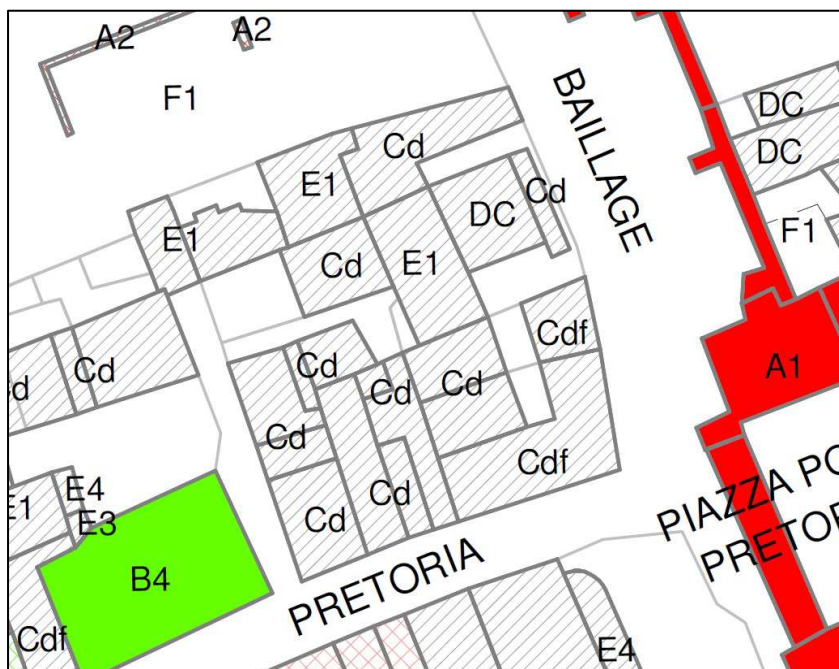 A2
A2
F1
BAILLAGE
DC
Cd
DC
E1
Cd
F1
DC
E1
Cd
E1
Cdf
Cd
A1
Cd
Cd
Cd
Cd
Cdf
E4
Cd
Cd
E1
E3
PIAZZA PO
PRETOR
B4
PRETORIA
Cdf
E4